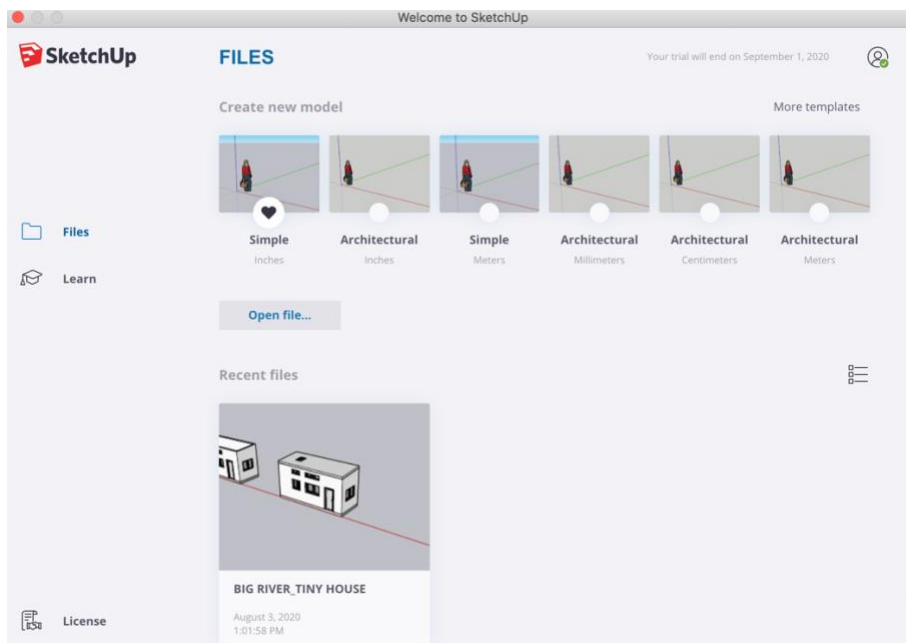 Welcome to SketchUp
SketchUp
FILES
Your trial will end on September 1, 2020
Create new model
More templates
Simple
Inches
Architectural
Inches
Simple
Meters
Architectural
Millimeters
Architectural
Centimeters
Architectural
Meters
Files
Learn
Open file...
Recent files
BIG RIVER_TINY HOUSE
August 3, 2020
1:01:58 PM
License